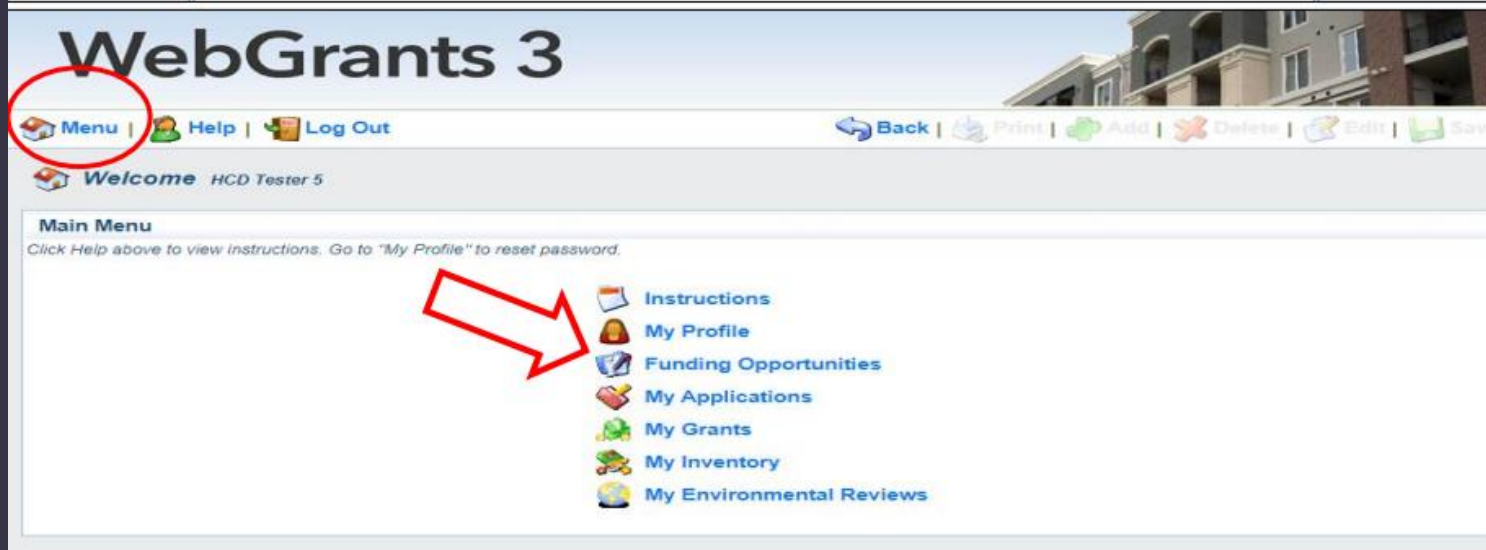 WebGrants 3
Menu | Help | Log Out
Back | Print | Add | Delete | Edit | Sav
Welcome HCD Tester 5
Main Menu
Click Help above to view instructions. Go to "My Profile" to reset password.
Instructions
My Profile
Funding Opportunities
My Applications
My Grants
My Inventory
My Environmental Reviews